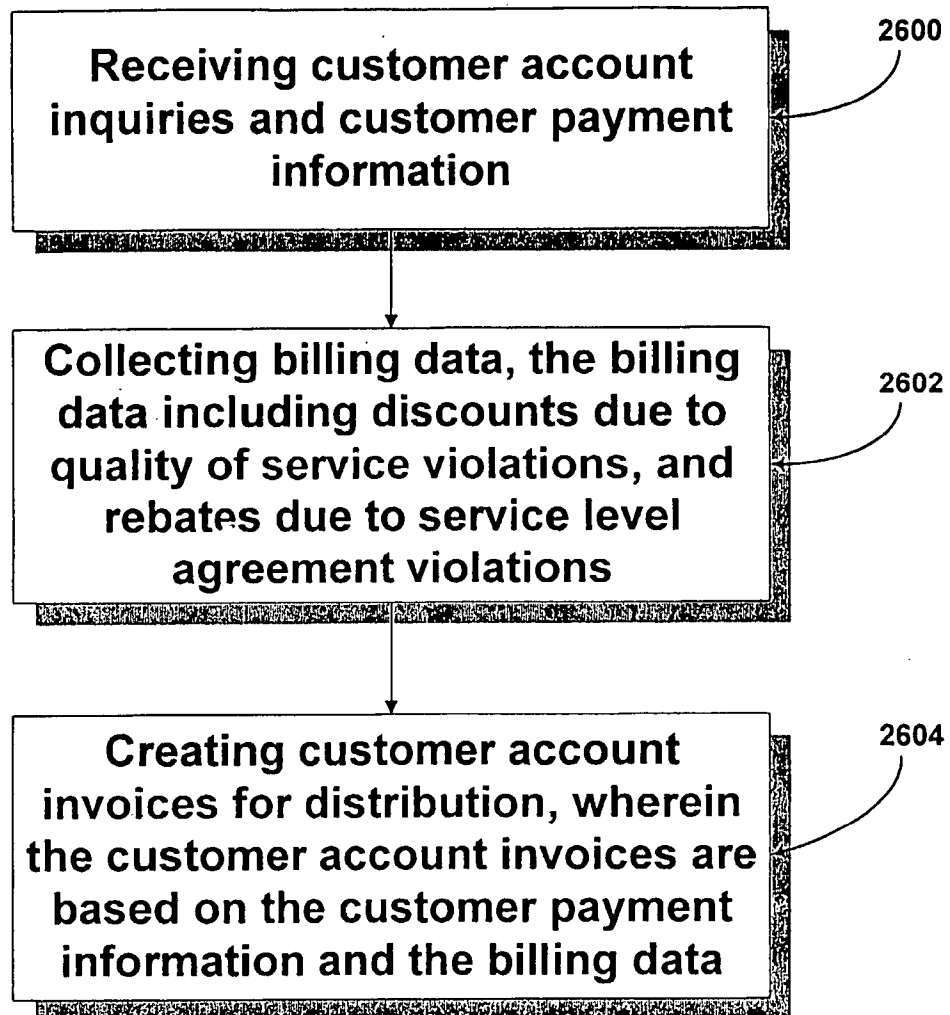 Receiving customer account
inquiries and customer payment
information
2600
Collecting billing data, the billing
data including discounts due to
quality of service violations, and
rebates due to service level
agreement violations
2602
Creating customer account
invoices for distribution, wherein
the customer account invoices are
based on the customer payment
information and the billing data
2604